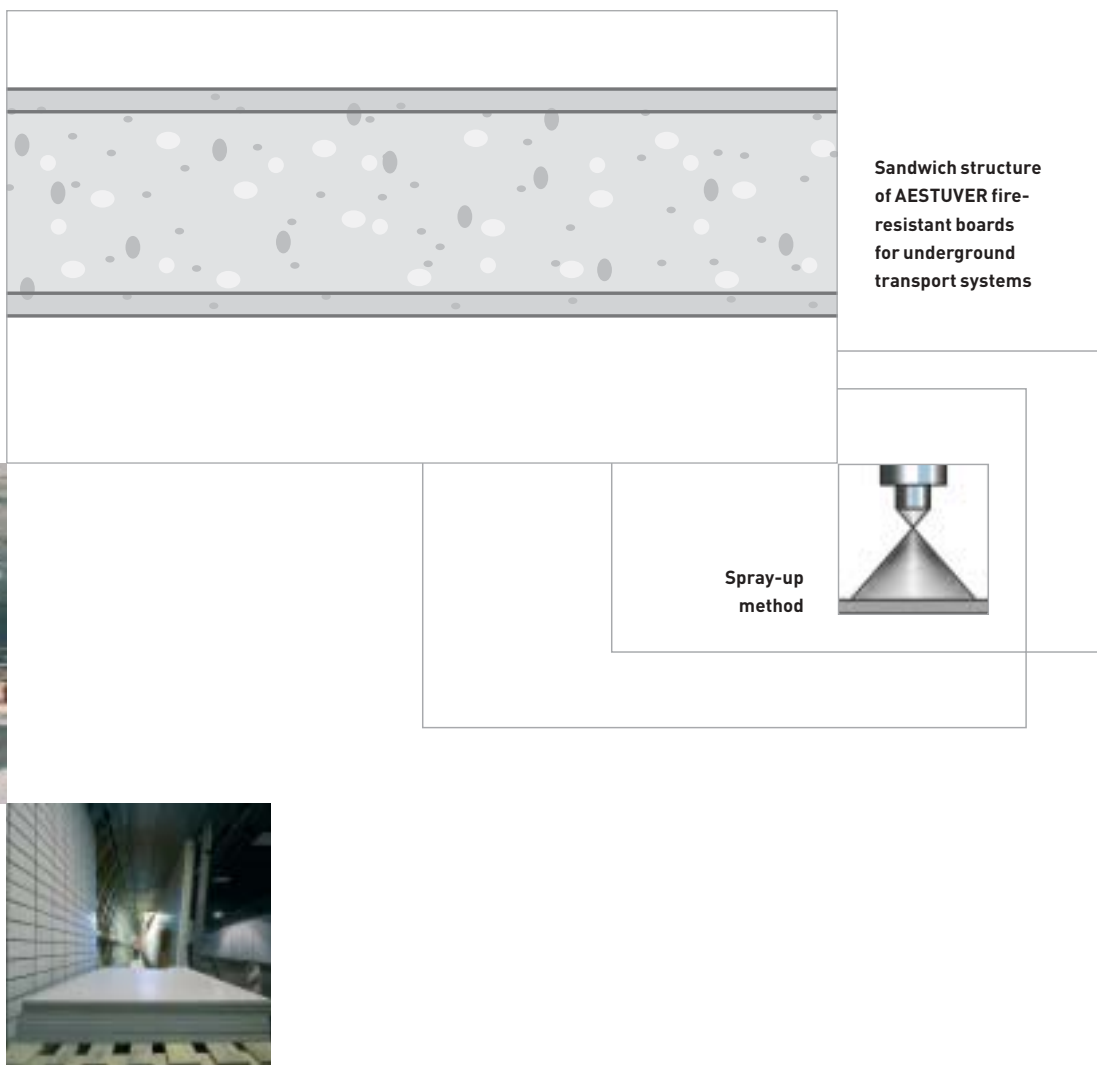 Sandwich structure
of AESTUVER fire-
resistant boards
for underground
transport systems
Spray-up
method